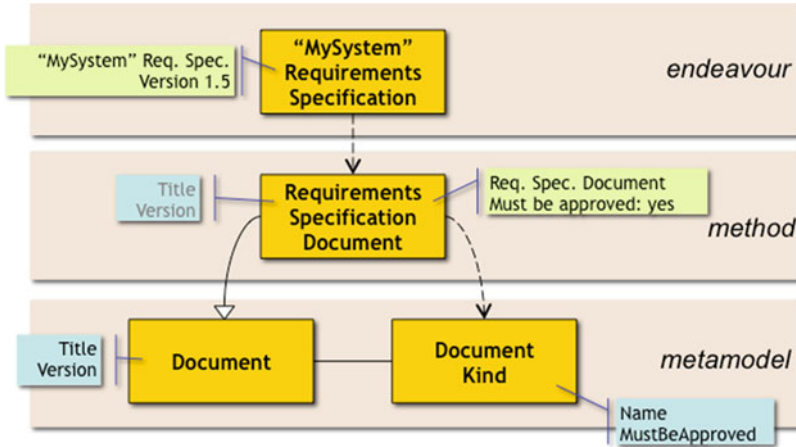 “MySystem”
Requirements
Specification
“MySystem” Req. Spec.
Version 1.5
endeavour
Title
Version
Requirements
Specification
Document
Req. Spec. Document
Must be approved: yes
method
Title
Version
Document
Document
Kind
metamodel
Name
MustBeApproved